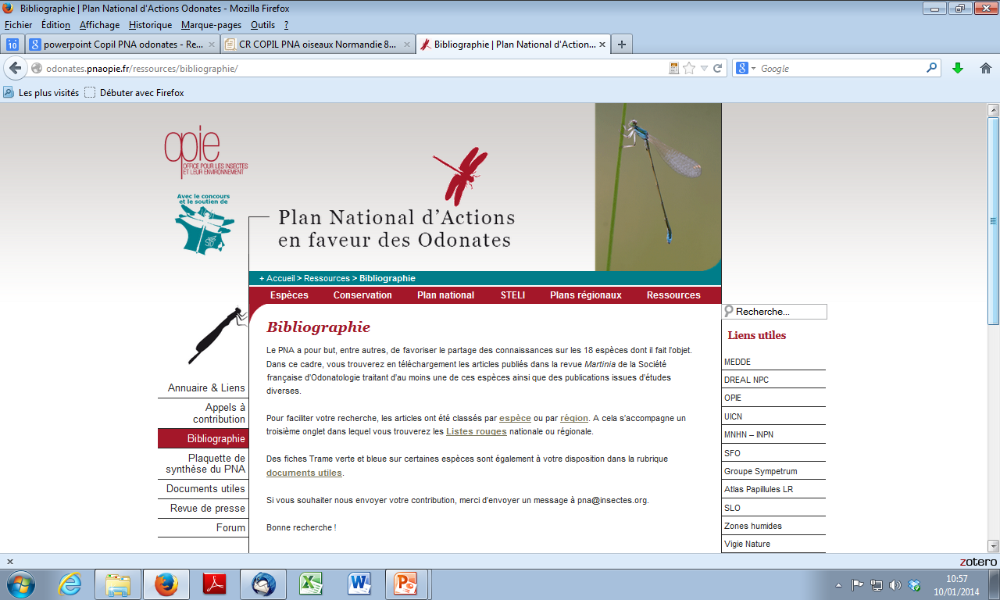 Bibliographie | Plan National d'Actions Odonates - Mozilla Firefox
Fichier Édition Affichage Historique Marque-pages Outils ?
10 powerpoint Copil PNA odonates - Re... CR COPIL PNA oiseaux Normandie 8... Bibliographie | Plan National d'Action...
odonates.pnaopie.fr/ressources/bibliographie/ Google
Les plus visités Débuter avec Firefox
opie
OFFICE POUR LES INSECTES
ET LEUR ENVIRONNEMENT
Avec le concours
et le soutien de
Plan National d'Actions
en faveur des Odonates
+ Accueil > Ressources > Bibliographie
Espèces Conservation Plan national STELI Plans régionaux Ressources
Annuaire & Liens
Appels à
contribution
Bibliographie
Plaquette de
synthèse du PNA
Documents utiles
Revue de presse
Forum
Bibliographie
Le PNA a pour but, entre autres, de favoriser le partage des connaissances sur les 18 espèces dont il fait l'objet.
Dans ce cadre, vous trouverez en téléchargement les articles publiés dans la revue Martinia de la Société
française d'Odonatologie traitant d'au moins une de ces espèces ainsi que des publications issues d'études
diverses.
Pour faciliter votre recherche, les articles ont été classés par espèce ou par région. A cela s'accompagne un
troisième onglet dans lequel vous trouverez les Listes rouges nationale ou régionale.
Des fiches Trame verte et bleue sur certaines espèces sont également à votre disposition dans la rubrique
documents utiles.
Si vous souhaiter nous envoyer votre contribution, merci d'envoyer un message à pna@insectes.org.
Bonne recherche !
Recherche...
Liens utiles
MEDDE
DREAL NPC
OPIE
UICN
MNHN – INPN
SFO
Groupe Sympetrum
Atlas Papillules LR
SLO
Zones humides
Vigie Nature
zotero
10:57
10/01/2014